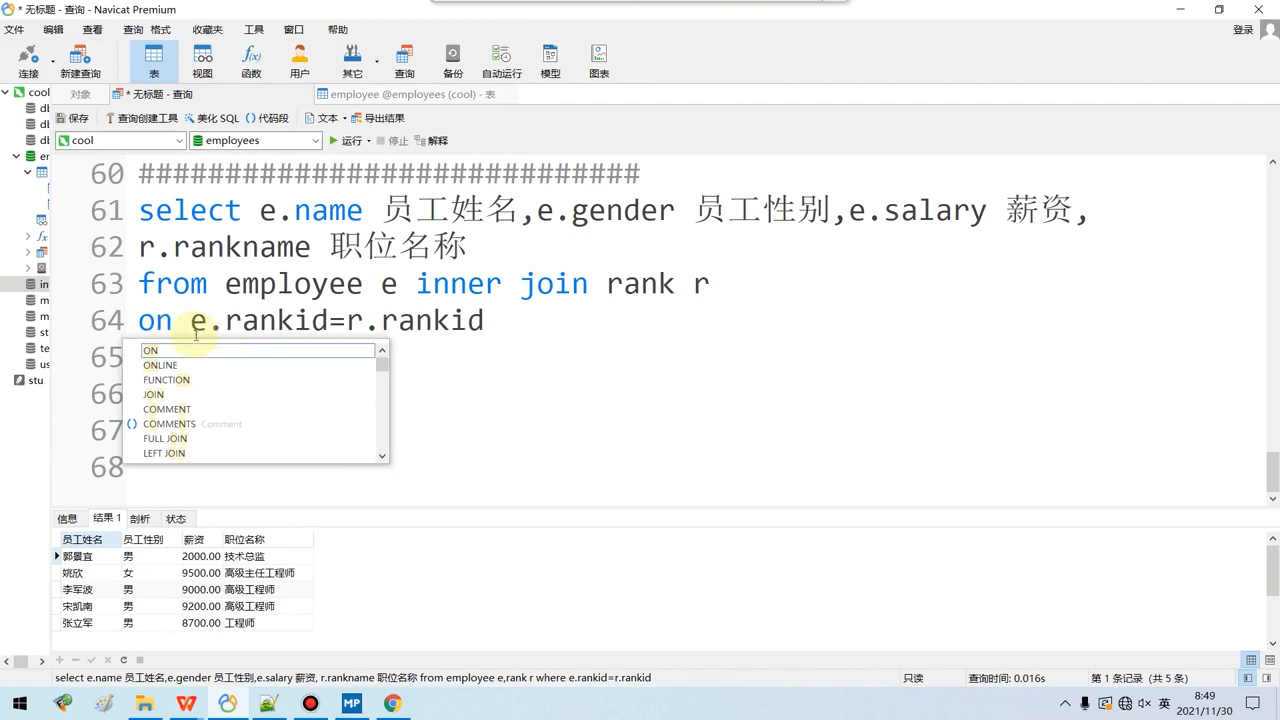 * 无标题 - 查询 - Navicat Premium
文件 编辑 查看 查询 格式 收藏夹 工具 窗口 帮助 登录
连接 新建查询 表 视图 函数 用户 其它 查询 备份 自动运行 模型 图表
cool 对象 * 无标题 - 查询 employee @employees (cool) - 表
保存 查询创建工具 美化 SQL () 代码段 文本 导出结果
cool employees 运行 停止 解释
60 #############################
61 select e.name 员工姓名,e.gender 员工性别,e.salary 薪资,
62 r.rankname 职位名称
63 from employee e inner join rank r
64 on e.rankid=r.rankid
65
66
67
68
ON
ONLINE
FUNCTION
JOIN
COMMENT
() COMMENTS Comment
FULL JOIN
LEFT JOIN
db
db
db
em
in
m
m
st
te
us
stu
信息 结果 1 剖析 状态
员工姓名 员工性别 薪资 职位名称
郭景宜 男 2000.00 技术总监
姚欣 女 9500.00 高级主任工程师
李军波 男 9000.00 高级工程师
宋凯南 男 9200.00 高级工程师
张立军 男 8700.00 工程师
select e.name 员工姓名,e.gender 员工性别,e.salary 薪资, r.rankname 职位名称 from employee e,rank r where e.rankid=r.rankid 只读 查询时间: 0.016s 第 1 条记录 (共 5 条)
MP 英 8:49
2021/11/30